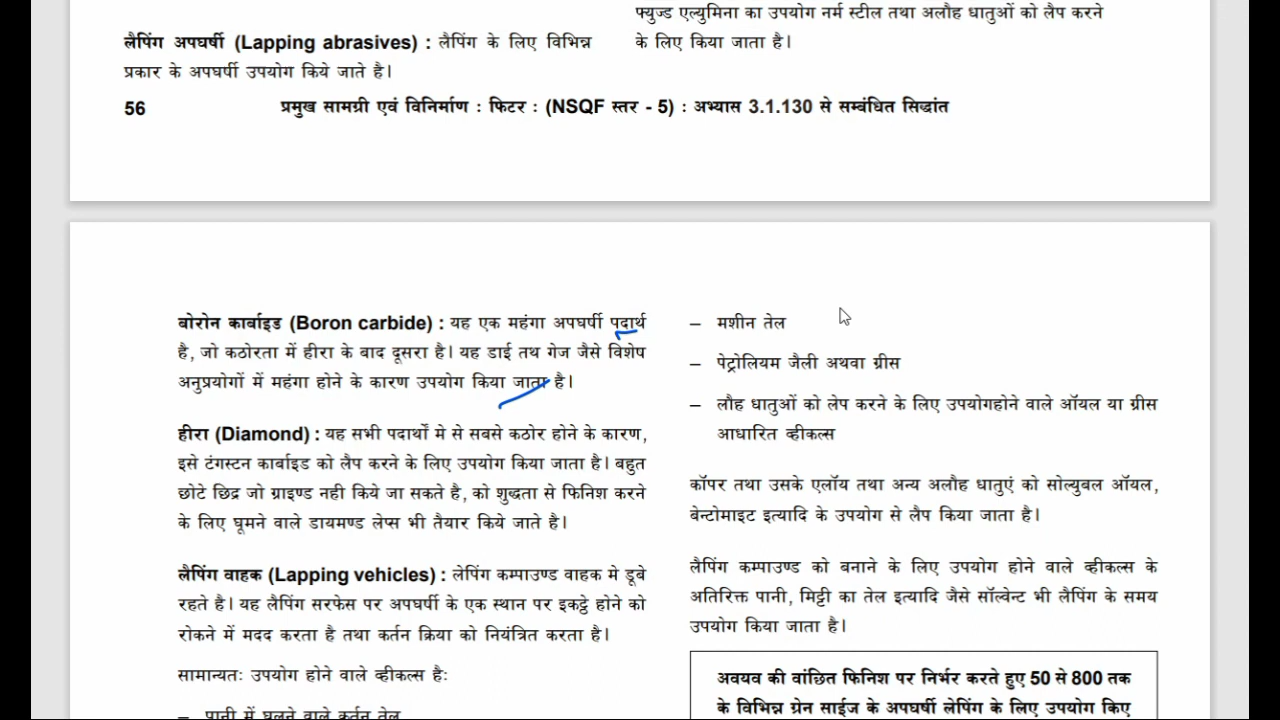 लैपिंग अपघर्षी (Lapping abrasives) : लैपिंग के लिए विभिन्न
प्रकार के अपघर्षी उपयोग किये जाते है।
फ्युज्ड एल्युमिना का उपयोग नर्म स्टील तथा अलौह धातुओं को लैप करने
के लिए किया जाता है।
56 प्रमुख सामग्री एवं विनिर्माण : फिटर : (NSQF स्तर - 5) : अभ्यास 3.1.130 से सम्बंधित सिद्धांत
बोरोन कार्बाइड (Boron carbide) : यह एक महंगा अपघर्षी पदार्थ
है, जो कठोरता में हीरा के बाद दूसरा है। यह डाई तथ गेज जैसे विशेष
अनुप्रयोगों में महंगा होने के कारण उपयोग किया जाता है।
हीरा (Diamond) : यह सभी पदार्थों मे से सबसे कठोर होने के कारण,
इसे टंगस्टन कार्बाइड को लैप करने के लिए उपयोग किया जाता है। बहुत
छोटे छिद्र जो ग्राइण्ड नही किये जा सकते है, को शुद्धता से फिनिश करने
के लिए घूमने वाले डायमण्ड लेप्स भी तैयार किये जाते है।
लैपिंग वाहक (Lapping vehicles) : लेपिंग कम्पाउण्ड वाहक मे डूबे
रहते है। यह लैपिंग सरफेस पर अपघर्षी के एक स्थान पर इकट्ठे होने को
रोकने में मदद करता है तथा कर्तन क्रिया को नियंत्रित करता है।
सामान्यतः उपयोग होने वाले व्हीकल्स है:
– पानी में घुलने वाले कर्तन तेल
– मशीन तेल
– पेट्रोलियम जैली अथवा ग्रीस
– लौह धातुओं को लेप करने के लिए उपयोगहोने वाले ऑयल या ग्रीस
आधारित व्हीकल्स
कॉपर तथा उसके एलॉय तथा अन्य अलौह धातुएं को सोल्युबल ऑयल,
बेन्टोमाइट इत्यादि के उपयोग से लैप किया जाता है।
लैपिंग कम्पाउण्ड को बनाने के लिए उपयोग होने वाले व्हीकल्स के
अतिरिक्त पानी, मिट्टी का तेल इत्यादि जैसे सॉल्वेन्ट भी लैपिंग के समय
उपयोग किया जाता है।
अवयव की वांछित फिनिश पर निर्भर करते हुए 50 से 800 तक
के विभिन्न ग्रेन साईज के अपघर्षी लेपिंग के लिए उपयोग किए